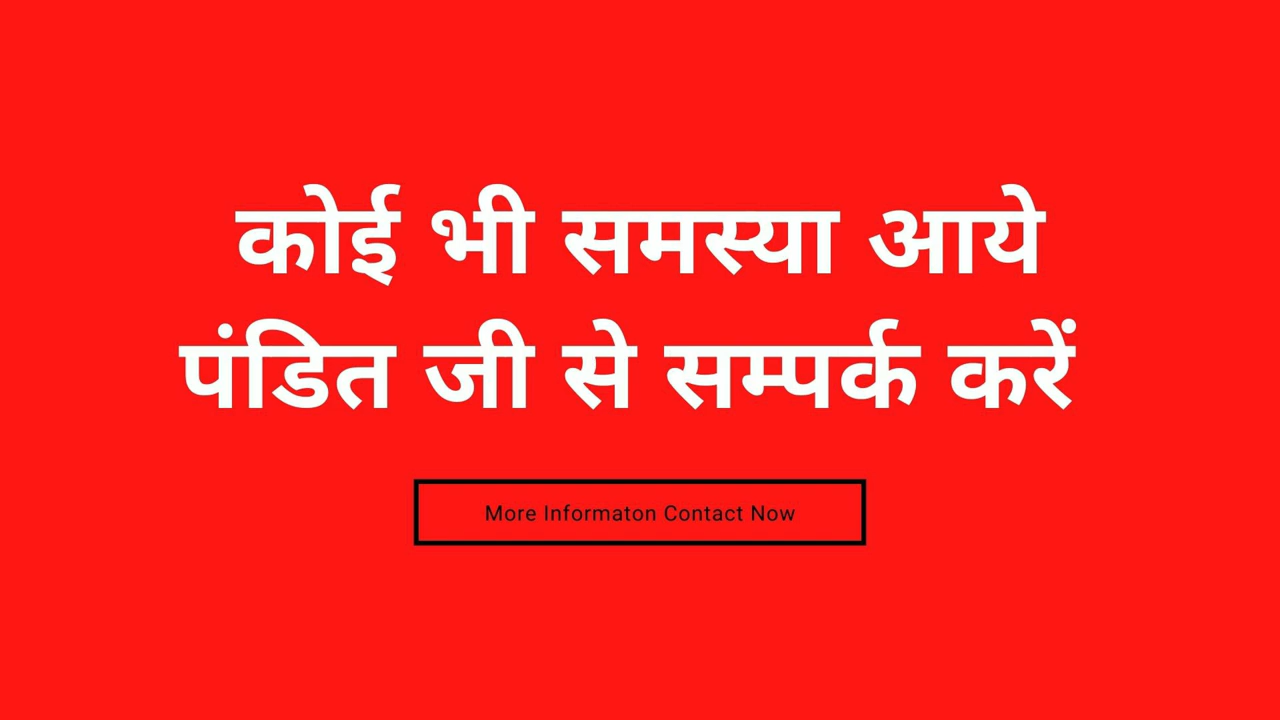 कोई भी समस्या आये
पंडित जी से सम्पर्क करें
More Informaton Contact Now